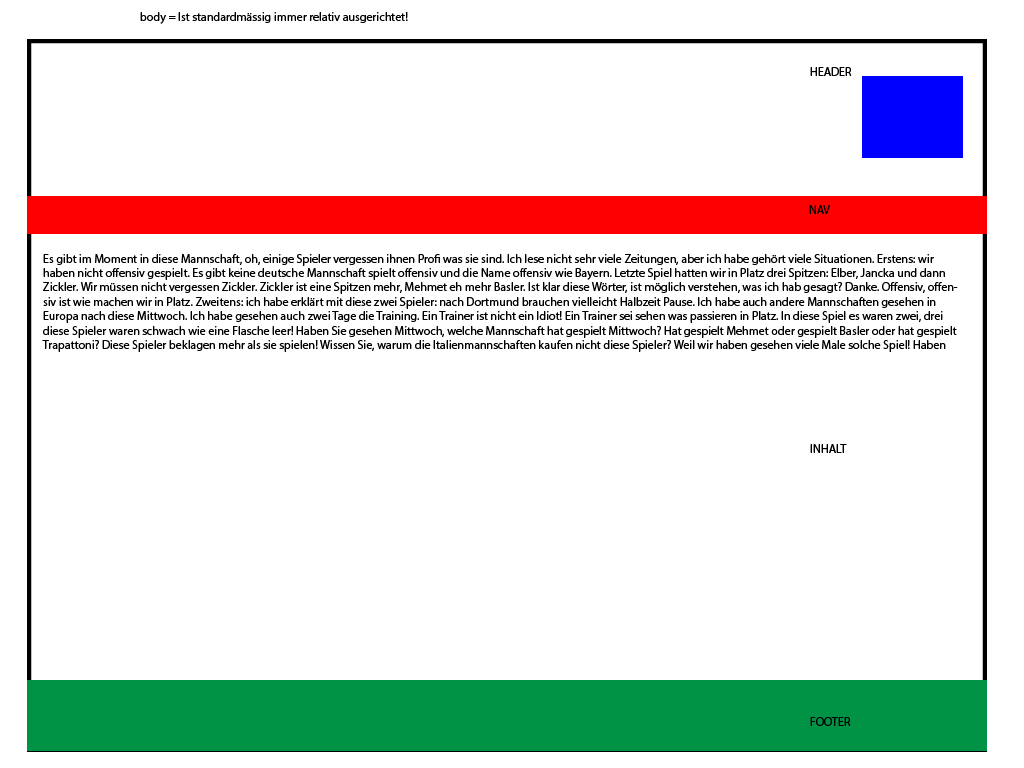 body = Ist standardmässig immer relativ ausgerichtet!
HEADER
NAV
Es gibt im Moment in diese Mannschaft, oh, einige Spieler vergessen ihnen Profi was sie sind. Ich lese nicht sehr viele Zeitungen, aber ich habe gehört viele Situationen. Erstens: wir
haben nicht offensiv gespielt. Es gibt keine deutsche Mannschaft spielt offensiv und die Name offensiv wie Bayern. Letzte Spiel hatten wir in Platz drei Spitzen: Elber, Jancka und dann
Zickler. Wir müssen nicht vergessen Zickler. Zickler ist eine Spitzen mehr, Mehmet eh mehr Basler. Ist klar diese Wörter, ist möglich verstehen, was ich hab gesagt? Danke. Offensiv, offen-
siv ist wie machen wir in Platz. Zweitens: ich habe erklärt mit diese zwei Spieler: nach Dortmund brauchen vielleicht Halbzeit Pause. Ich habe auch andere Mannschaften gesehen in
Europa nach diese Mittwoch. Ich habe gesehen auch zwei Tage die Training. Ein Trainer ist nicht ein Idiot! Ein Trainer sei sehen was passieren in Platz. In diese Spiel es waren zwei, drei
diese Spieler waren schwach wie eine Flasche leer! Haben Sie gesehen Mittwoch, welche Mannschaft hat gespielt Mittwoch? Hat gespielt Mehmet oder gespielt Basler oder hat gespielt
Trapattoni? Diese Spieler beklagen mehr als sie spielen! Wissen Sie, warum die Italienmannschaften kaufen nicht diese Spieler? Weil wir haben gesehen viele Male solche Spiel! Haben
INHALT
FOOTER